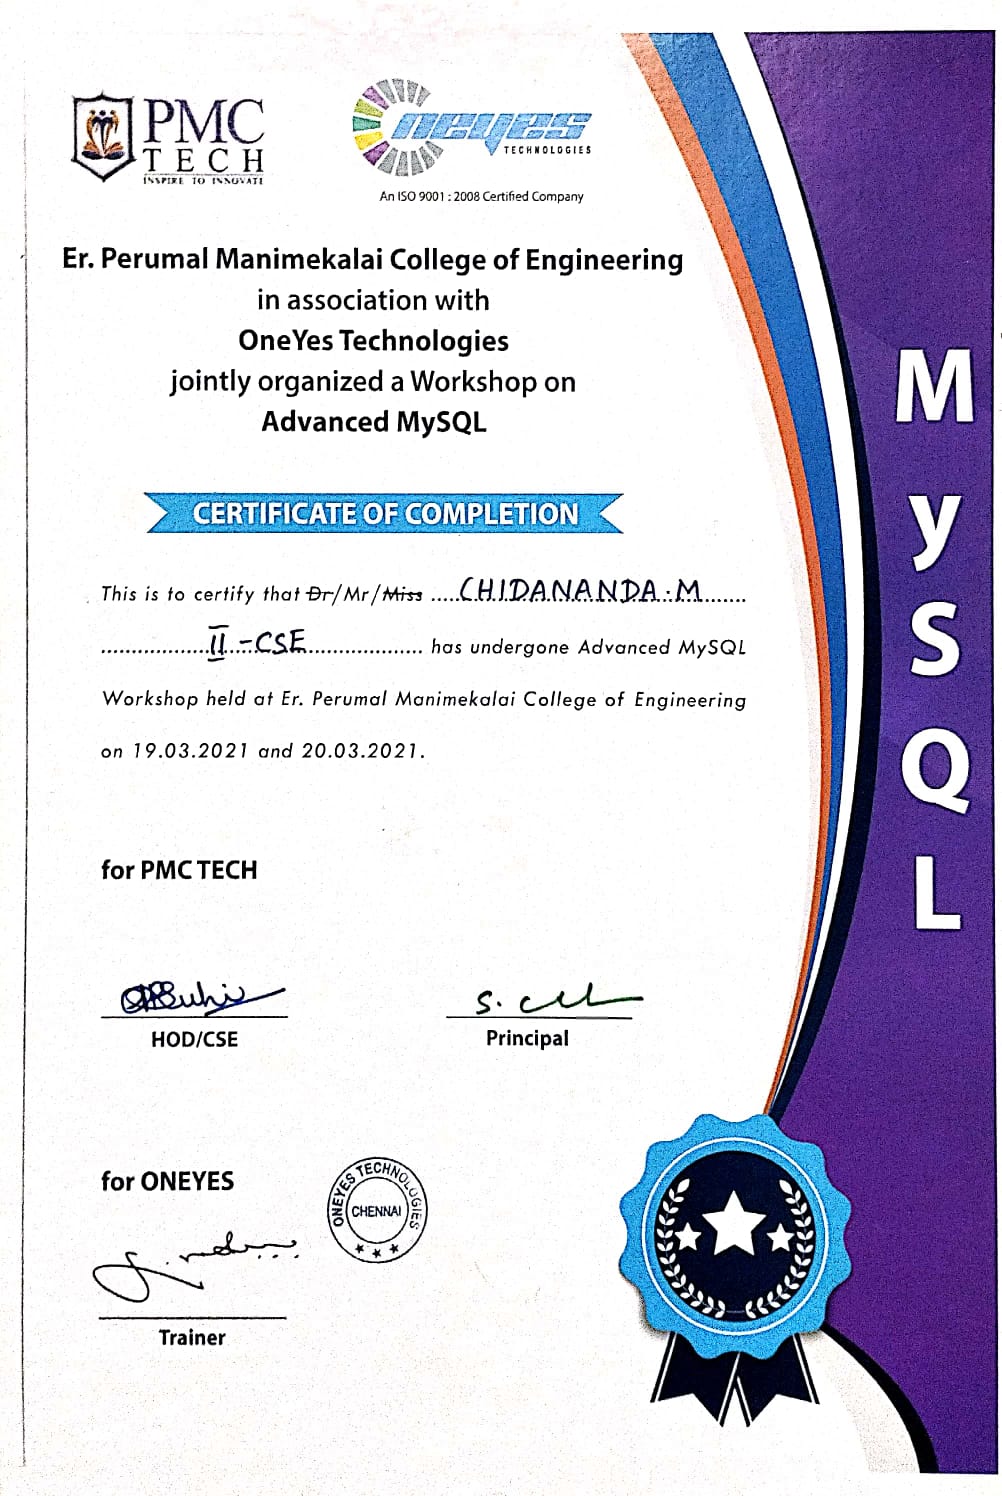 PMC
TECH
INSPIRE TO INNOVATE
Oneyes
TECHNOLOGIES
An ISO 9001 : 2008 Certified Company
Er. Perumal Manimekalai College of Engineering
in association with
OneYes Technologies
jointly organized a Workshop on
Advanced MySQL
CERTIFICATE OF COMPLETION
This is to certify that Dr/Mr/Miss ....CHIDANANDA.M.......
..................II-CSE................... has undergone Advanced MySQL
Workshop held at Er. Perumal Manimekalai College of Engineering
on 19.03.2021 and 20.03.2021.
for PMC TECH
HOD/CSE
Principal
for ONEYES
ONEYES TECHNOLOGIES
CHENNAI
Trainer
MySQL